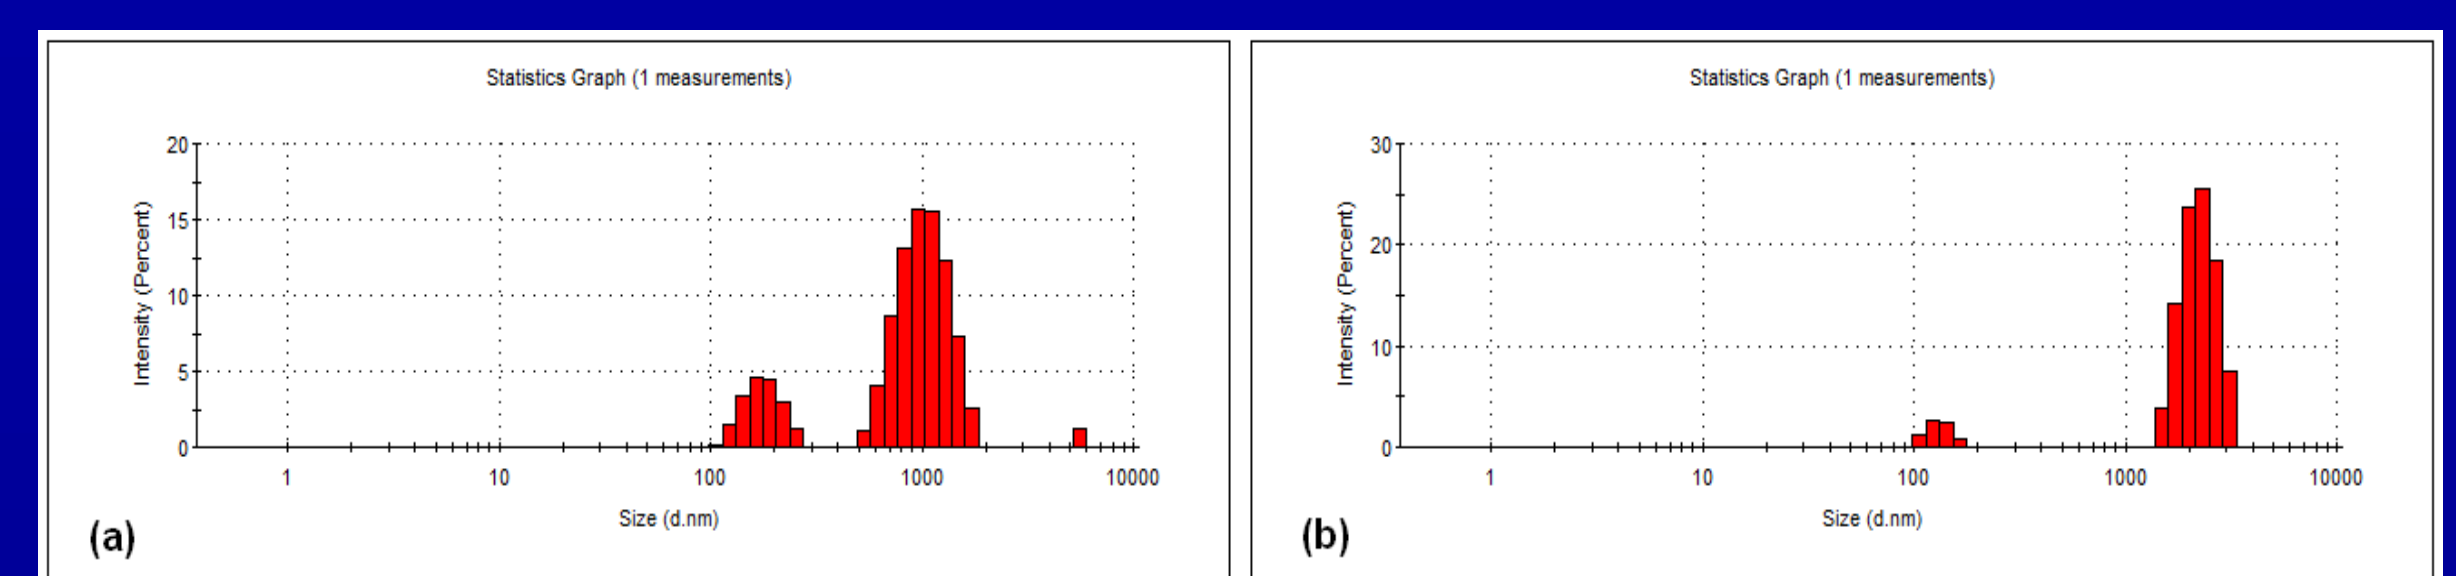 Statistics Graph (1 measurements)
20
15
10
5
0
Intensity (Percent)
1 10 100 1000 10000
Size (d.nm)
(a)
Statistics Graph (1 measurements)
30
20
10
0
Intensity (Percent)
1 10 100 1000 10000
Size (d.nm)
(b)